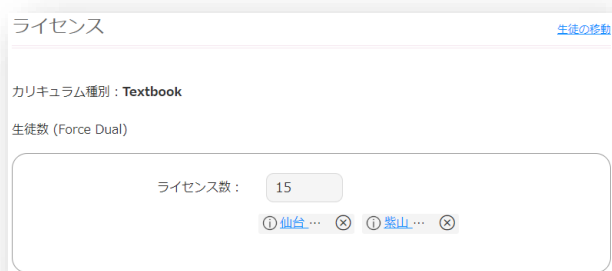 ライセンス 生徒の移動
カリキュラム種別：Textbook
生徒数 (Force Dual)
ライセンス数： 15
仙台 … 紫山 …